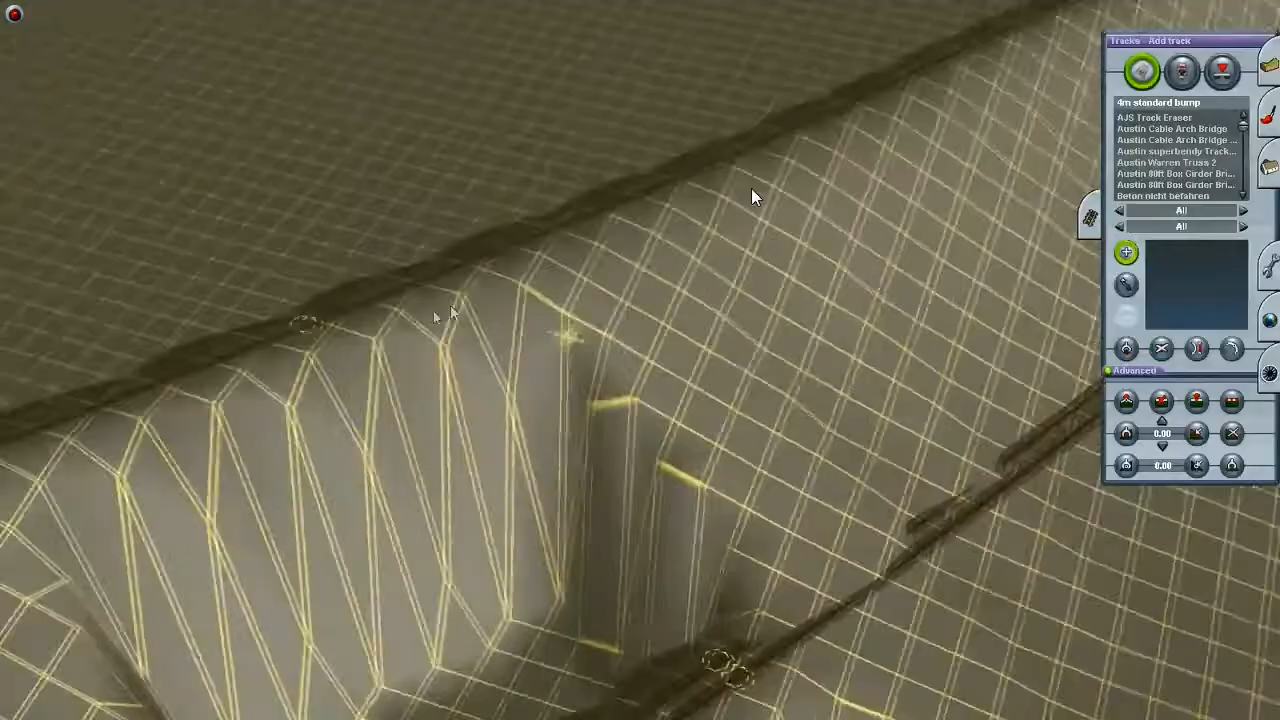 Tracks - Add track
4m standard bump
AJS Track Eraser
Austin Cable Arch Bridge
Austin Cable Arch Bridge ...
Austin superbendy Track...
Austin Warren Truss 2
Austin 80ft Box Girder Bri...
Austin 80ft Box Girder Bri...
Beton nicht befahren
All
All
Advanced
0.00
0.00